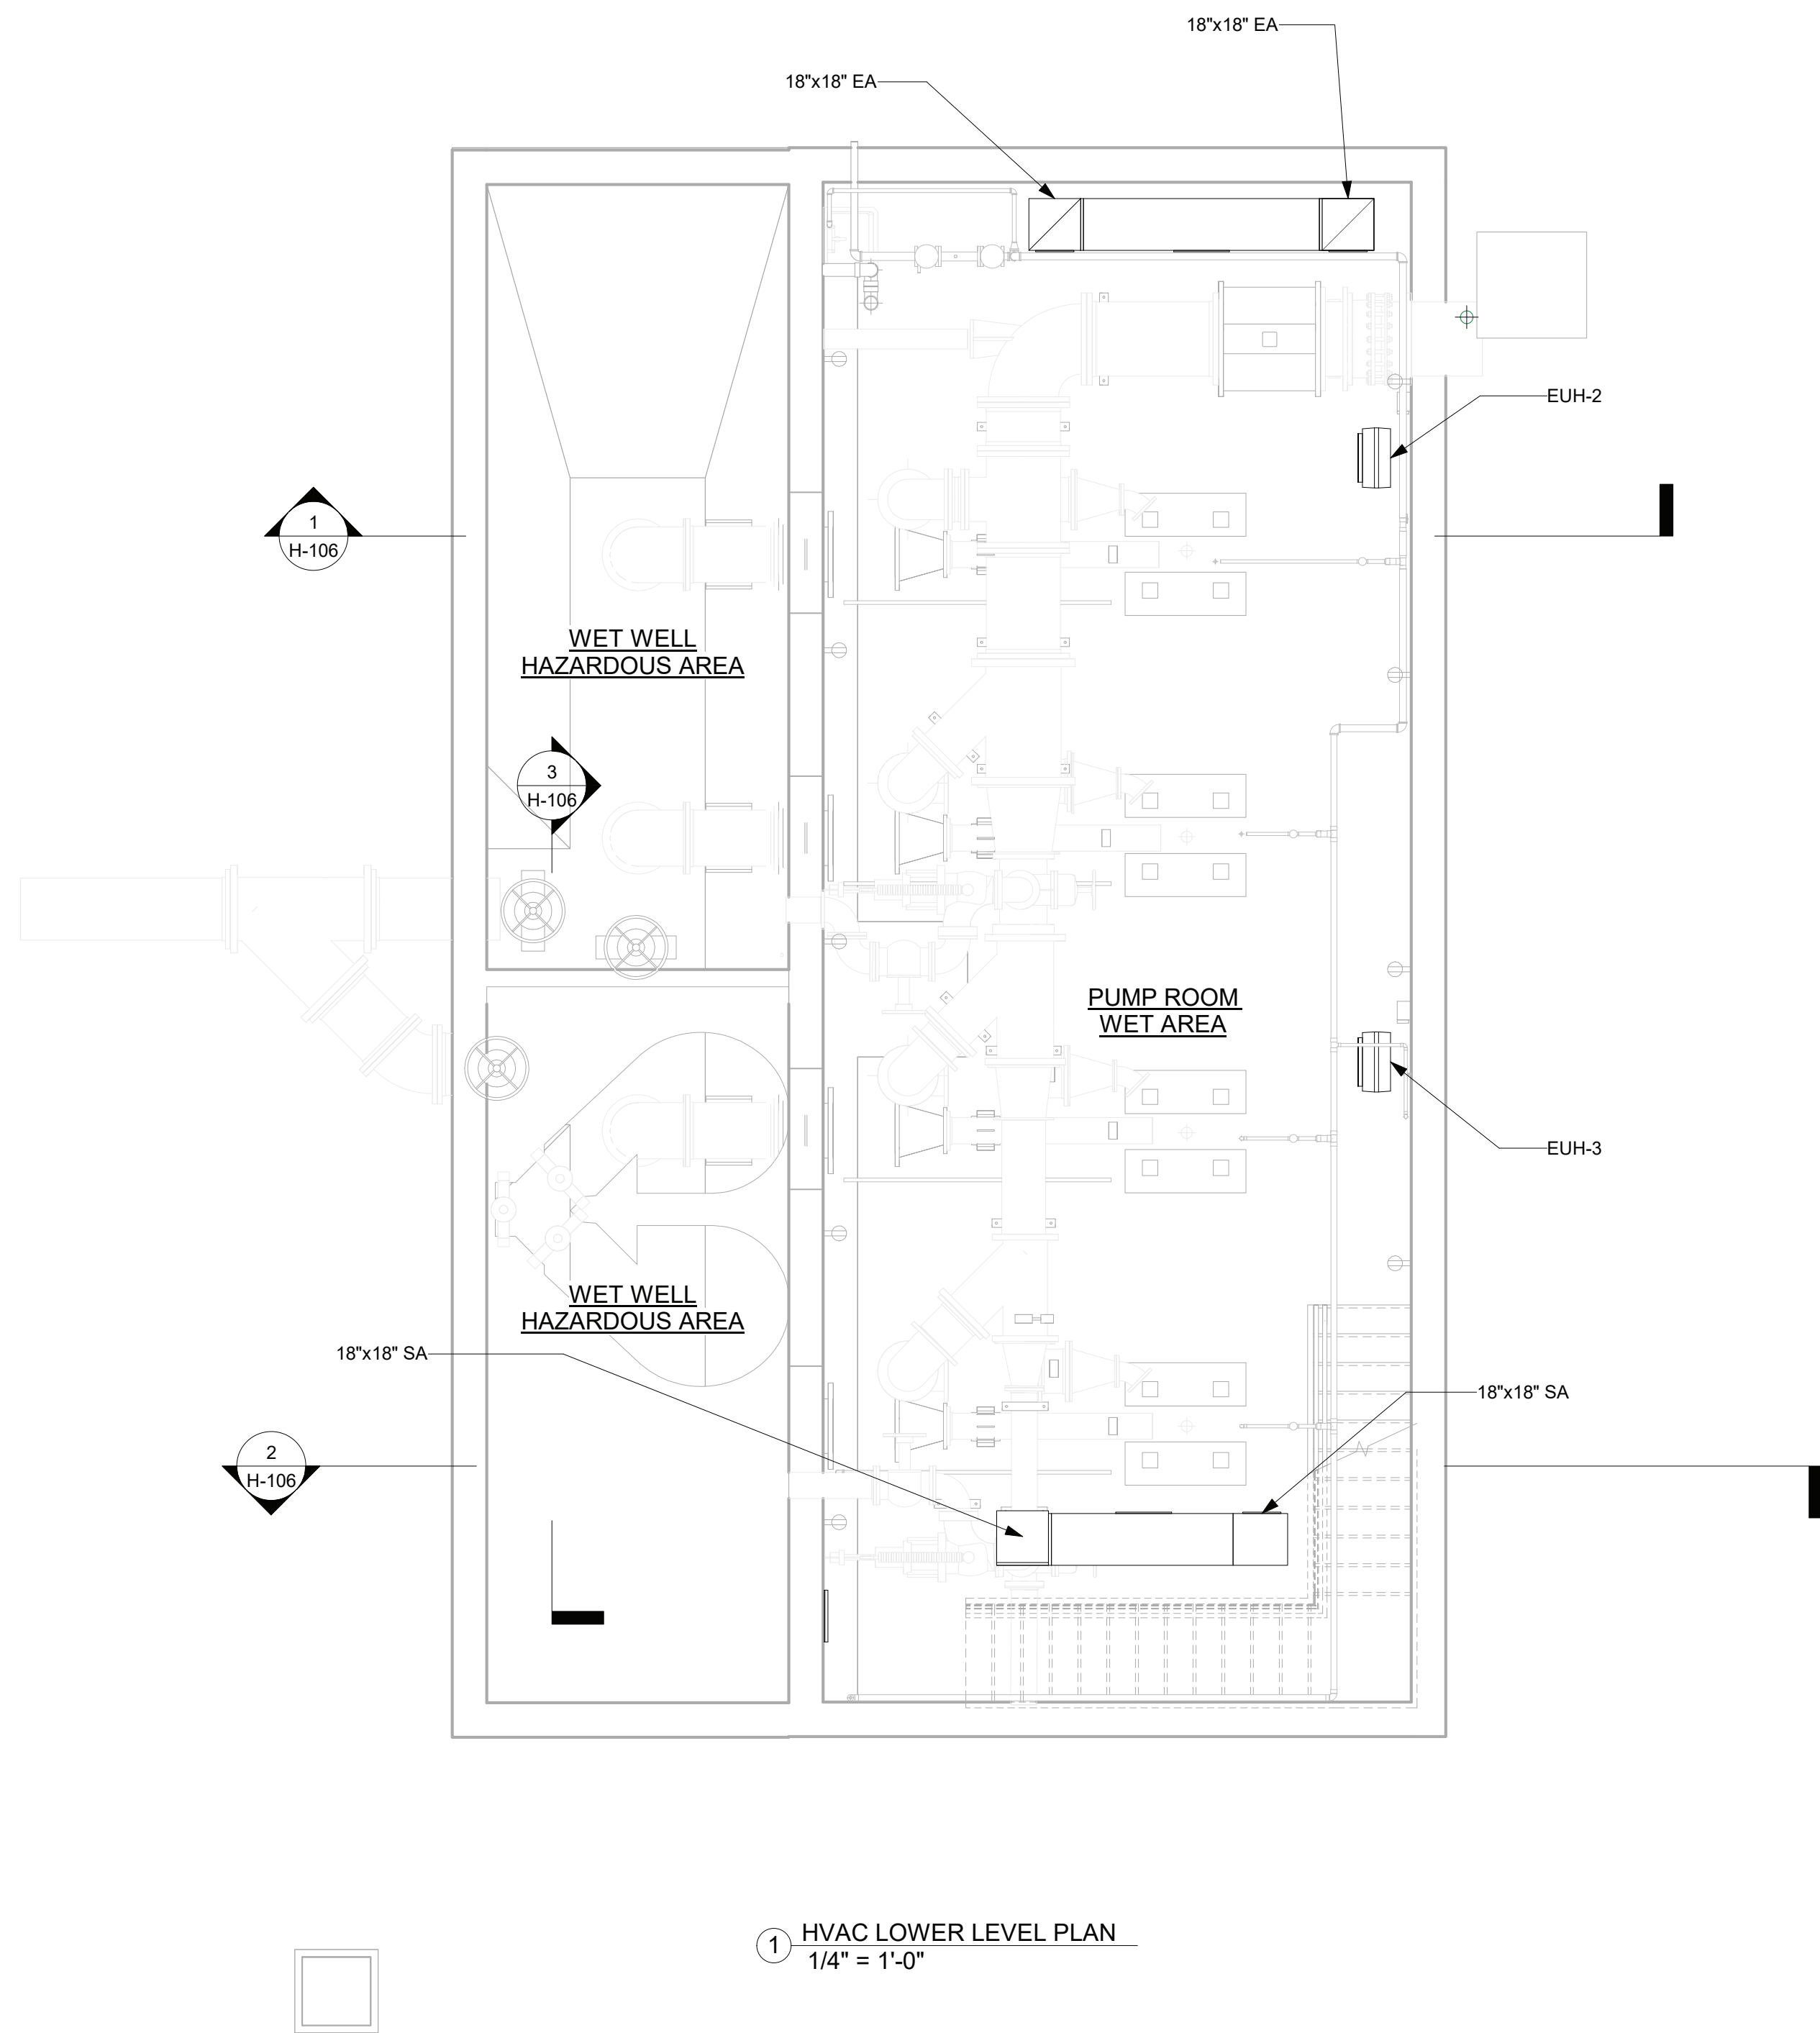 18"x18" EA
18"x18" EA
EUH-2
1
H-106
WET WELL
HAZARDOUS AREA
3
H-106
PUMP ROOM
WET AREA
EUH-3
WET WELL
HAZARDOUS AREA
18"x18" SA
18"x18" SA
2
H-106
1
HVAC LOWER LEVEL PLAN
1/4" = 1'-0"